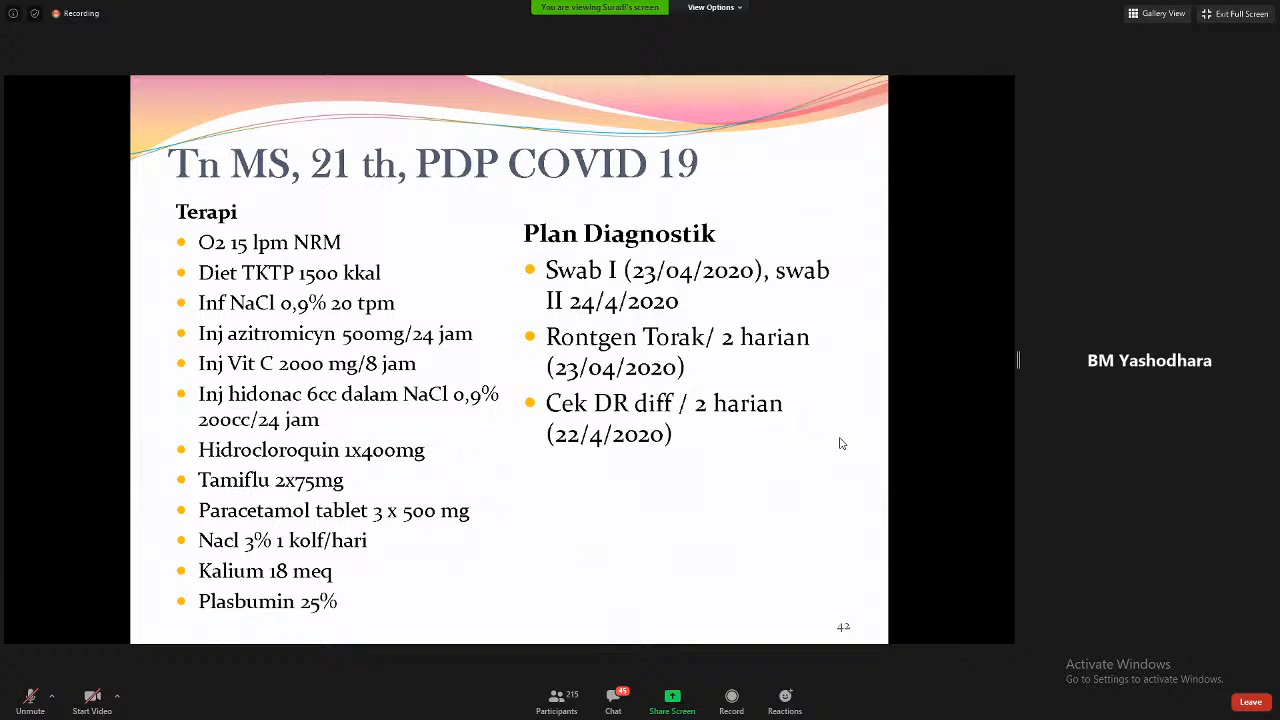 Recording
You are viewing Suradi's screen
View Options
Gallery View
Exit Full Screen
Tn MS, 21 th, PDP COVID 19
Terapi
O2 15 lpm NRM
Diet TKTP 1500 kkal
Inf NaCl 0,9% 20 tpm
Inj azitromicyn 500mg/24 jam
Inj Vit C 2000 mg/8 jam
Inj hidonac 6cc dalam NaCl 0,9%
200cc/24 jam
Hidrocloroquin 1x400mg
Tamiflu 2x75mg
Paracetamol tablet 3 x 500 mg
Nacl 3% 1 kolf/hari
Kalium 18 meq
Plasbumin 25%
Plan Diagnostik
Swab I (23/04/2020), swab
II 24/4/2020
Rontgen Torak/ 2 harian
(23/04/2020)
Cek DR diff / 2 harian
(22/4/2020)
42
BM Yashodhara
Activate Windows
Go to Settings to activate Windows.
Unmute
Start Video
215
Participants
45
Chat
Share Screen
Record
Reactions
Leave